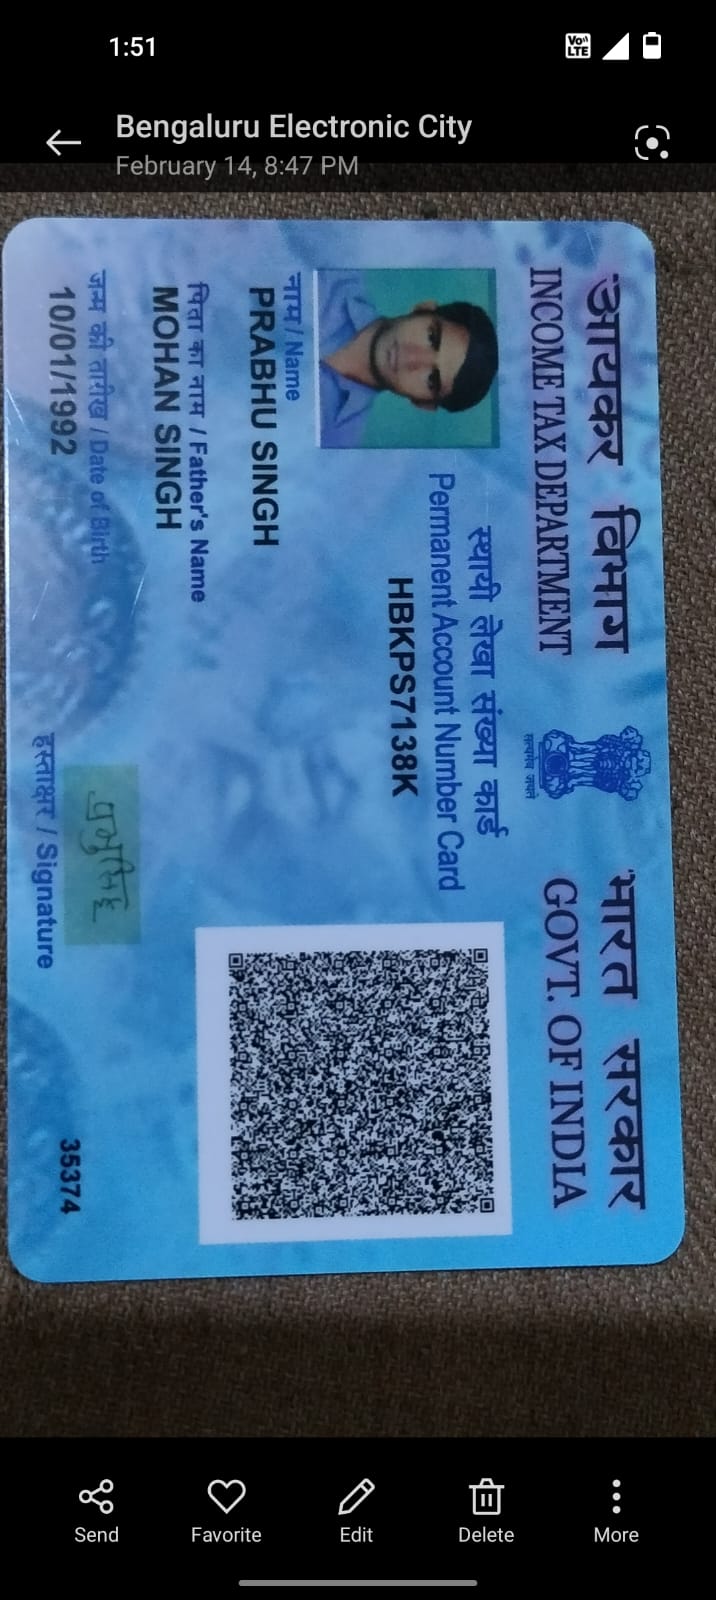 1:51
Vo))
LTE
Bengaluru Electronic City
February 14, 8:47 PM
आयकर विभाग
INCOME TAX DEPARTMENT
सत्यमेव जयते
भारत सरकार
GOVT. OF INDIA
स्थायी लेखा संख्या कार्ड
Permanent Account Number Card
HBKPS7138K
नाम / Name
PRABHU SINGH
पिता का नाम / Father's Name
MOHAN SINGH
जन्म की तारीख / Date of Birth
10/01/1992
प्रभुसिंह
हस्ताक्षर / Signature
35374
Send
Favorite
Edit
Delete
More